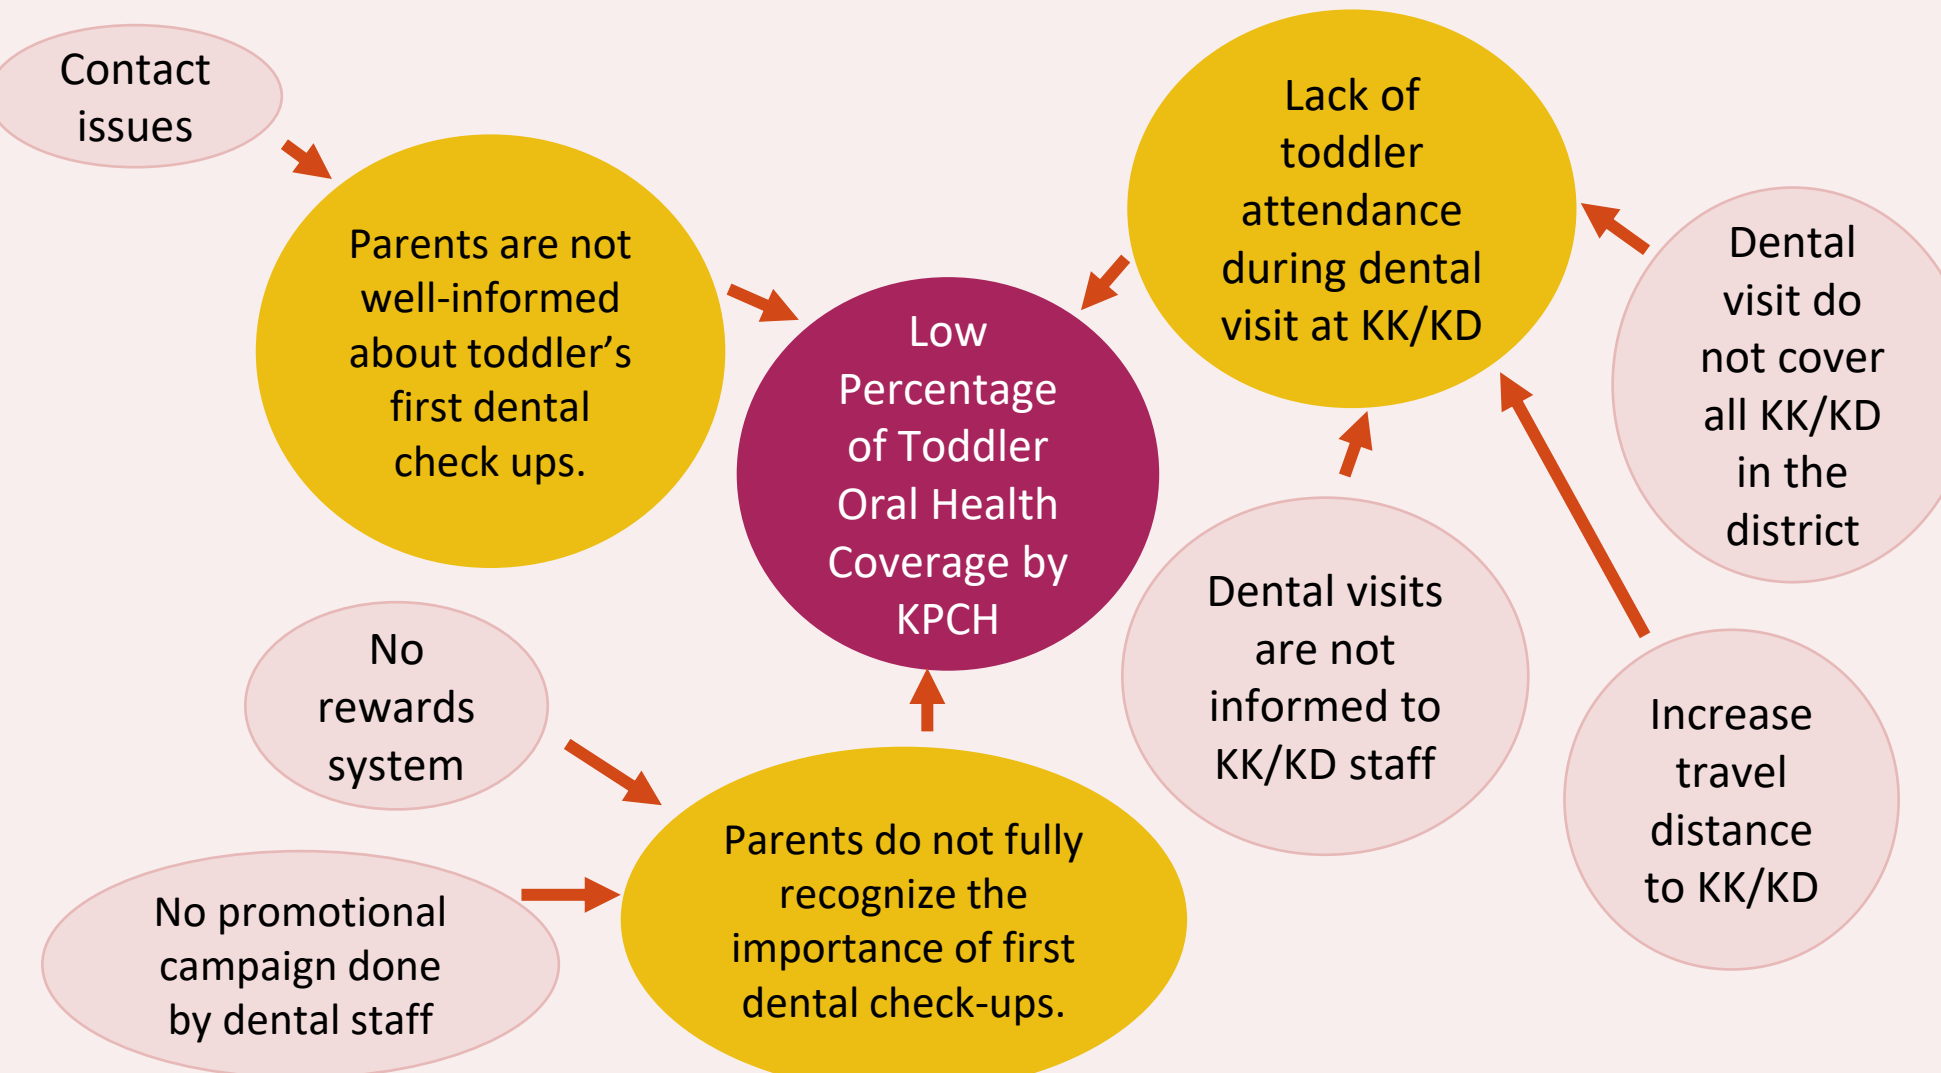 Contact
issues
Parents are not
well-informed
about toddler’s
first dental
check ups.
Low
Percentage
of Toddler
Oral Health
Coverage by
KPCH
Lack of
toddler
attendance
during dental
visit at KK/KD
Dental
visit do
not cover
all KK/KD
in the
district
No
rewards
system
No promotional
campaign done
by dental staff
Parents do not fully
recognize the
importance of first
dental check-ups.
Dental visits
are not
informed to
KK/KD staff
Increase
travel
distance
to KK/KD